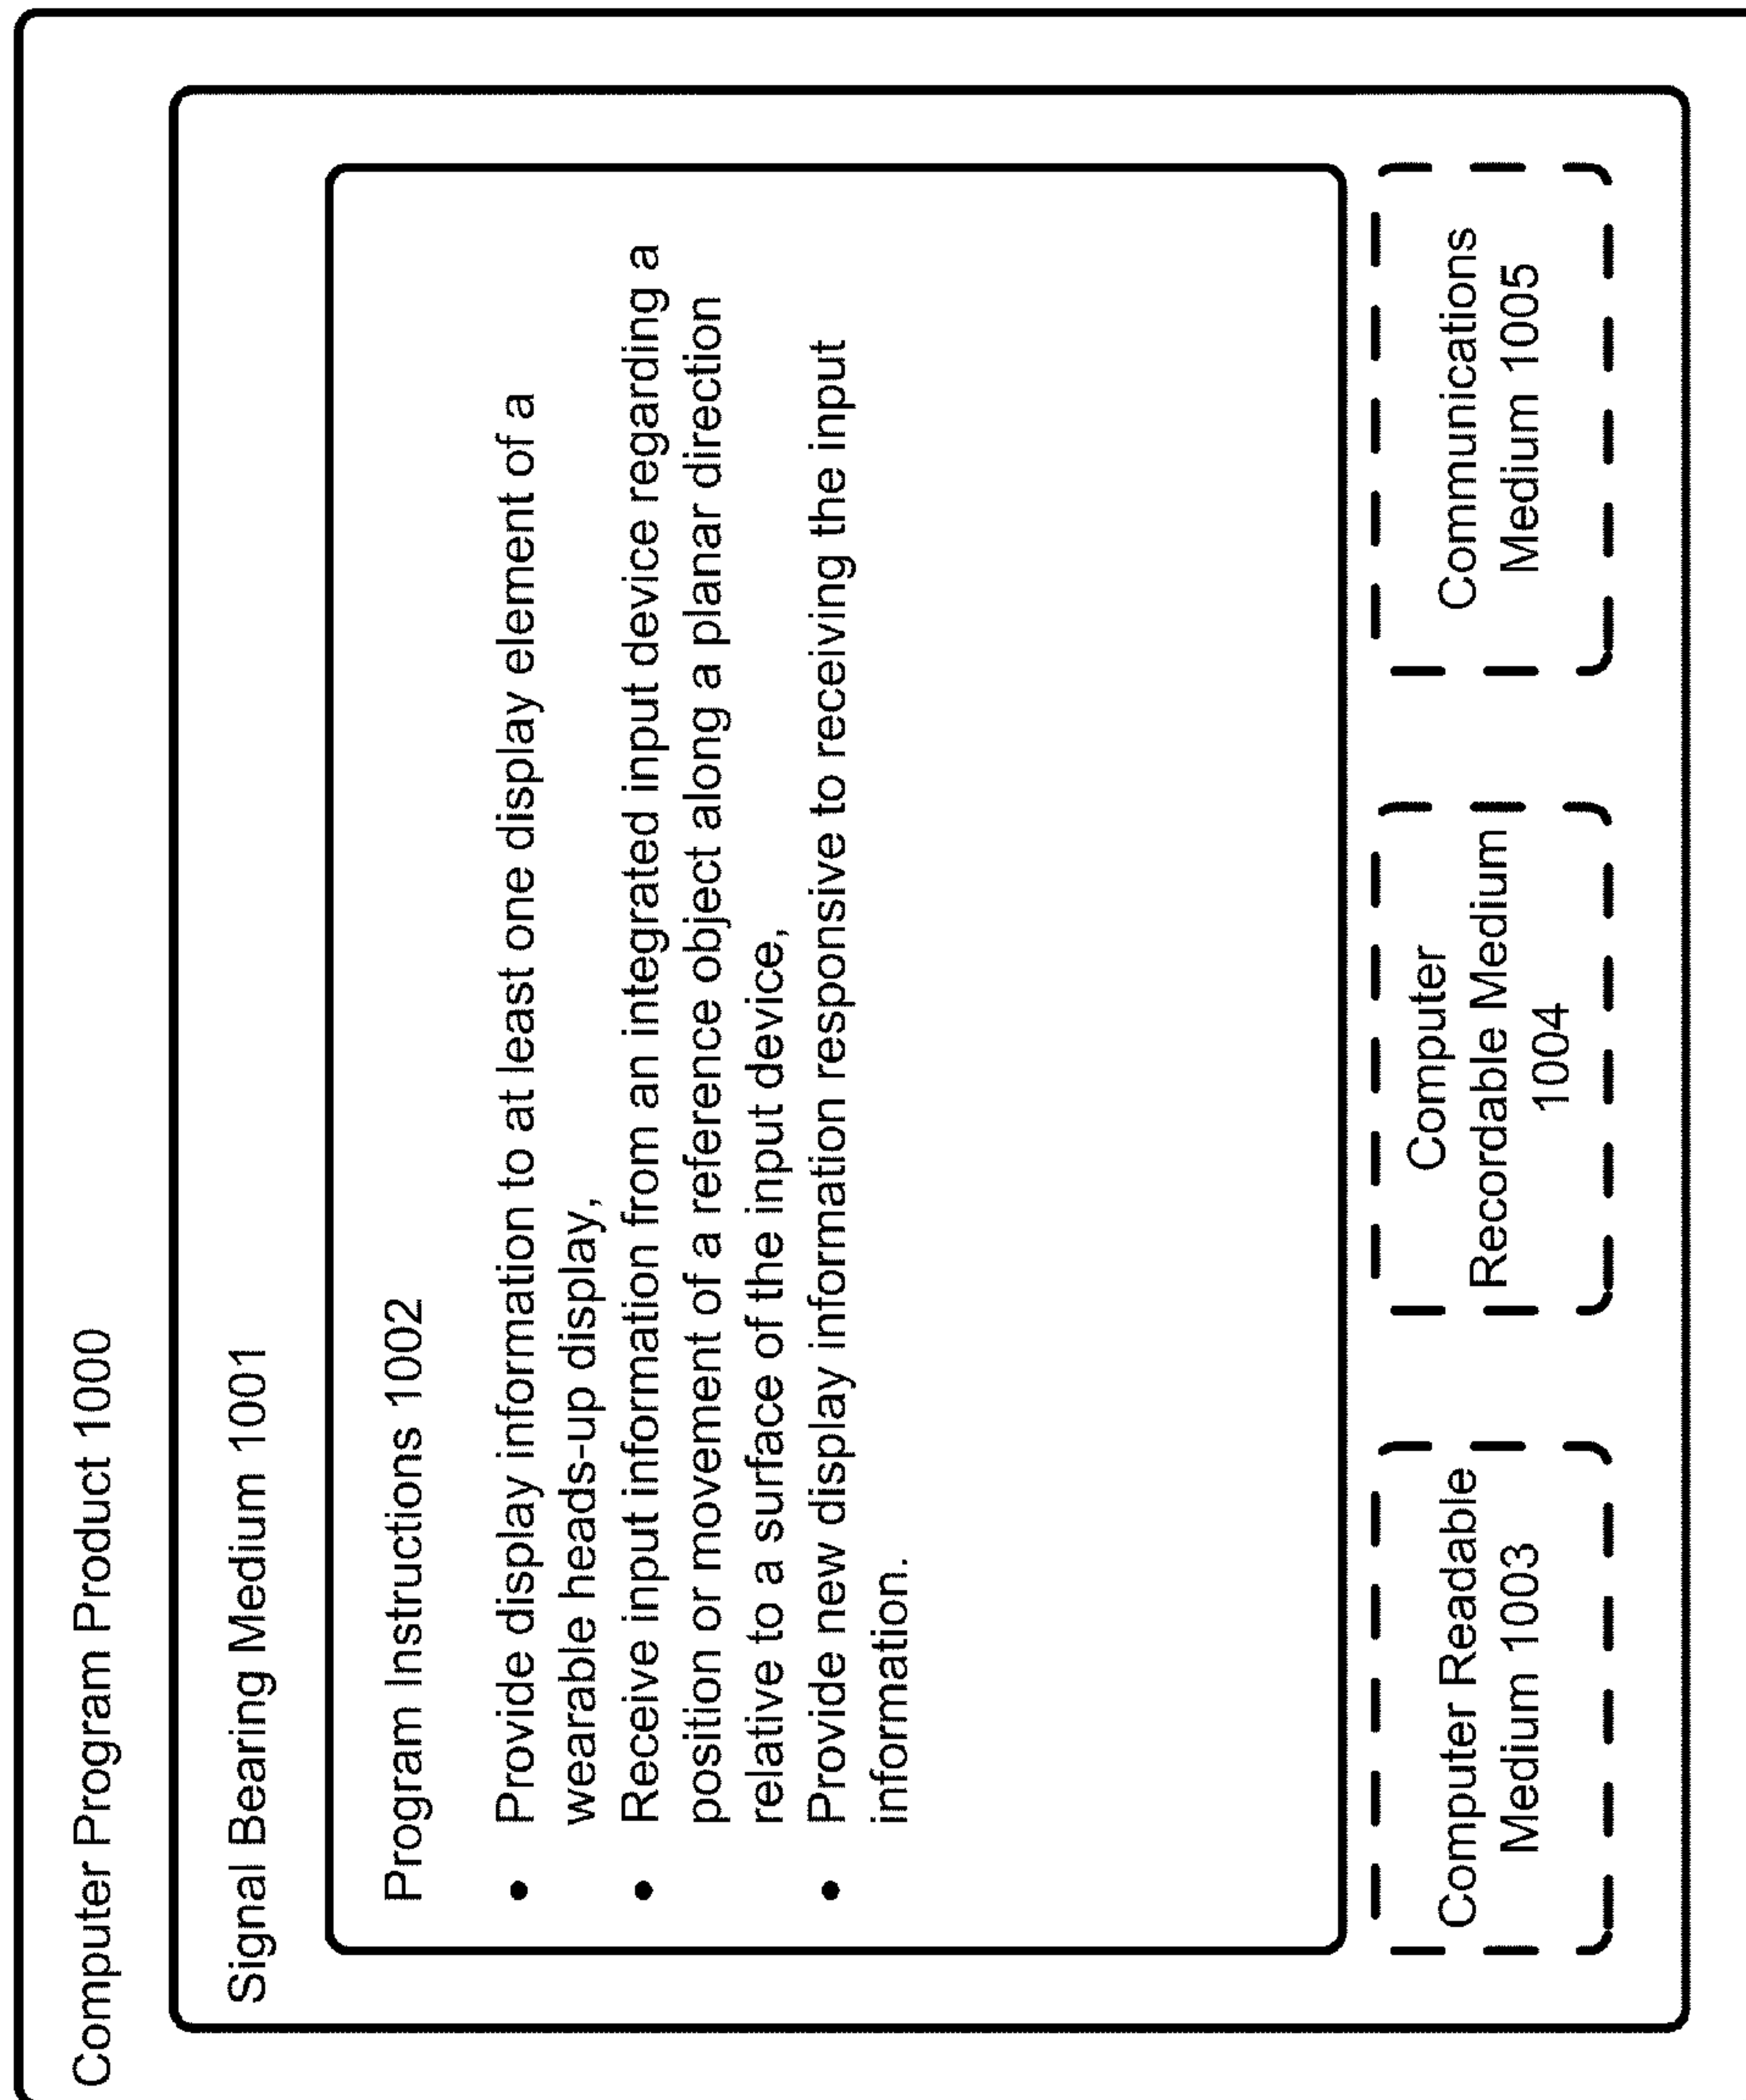 Computer Program Product 1000
Signal Bearing Medium 1001
Program Instructions 1002
• Provide display information to at least one display element of a
wearable heads-up display,
• Receive input information from an integrated input device regarding a
position or movement of a reference object along a planar direction
relative to a surface of the input device,
• Provide new display information responsive to receiving the input
information.
Computer Readable
Medium 1003
Computer
Recordable Medium
1004
Communications
Medium 1005